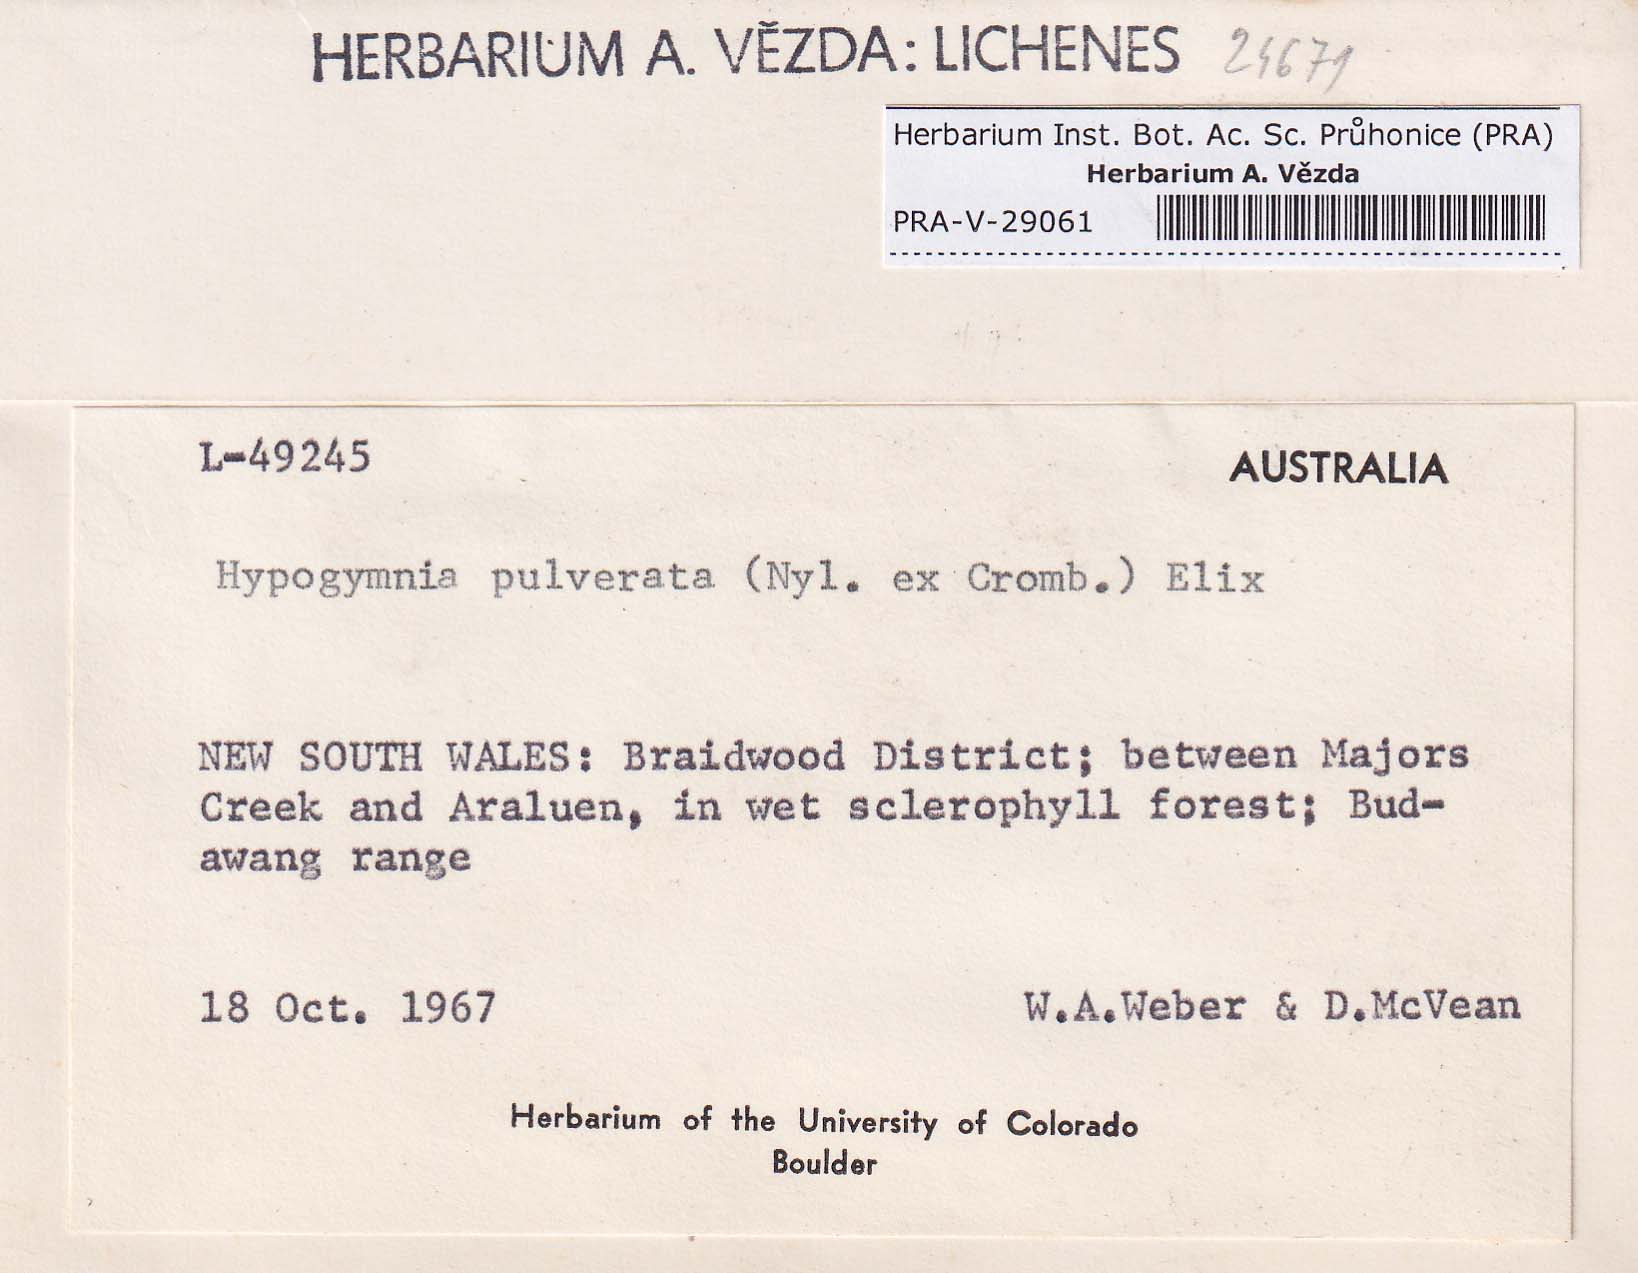 HERBARIUM A. VĚZDA: LICHENES 24679
Herbarium Inst. Bot. Ac. Sc. Průhonice (PRA)
Herbarium A. Vězda
PRA-V-29061
L-49245 AUSTRALIA
Hypogymnia pulverata (Nyl. ex Cromb.) Elix
NEW SOUTH WALES: Braidwood District; between Majors
Creek and Araluen, in wet sclerophyll forest; Bud-
awang range
18 Oct. 1967 W.A.Weber & D.McVean
Herbarium of the University of Colorado
Boulder